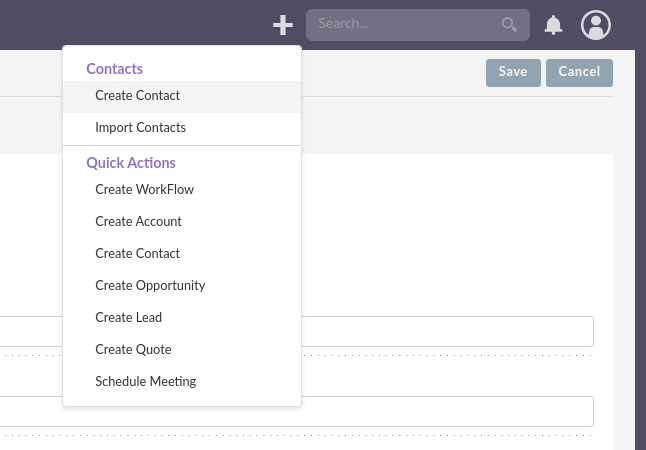 Search...
Save
Cancel
Contacts
Create Contact
Import Contacts
Quick Actions
Create WorkFlow
Create Account
Create Contact
Create Opportunity
Create Lead
Create Quote
Schedule Meeting